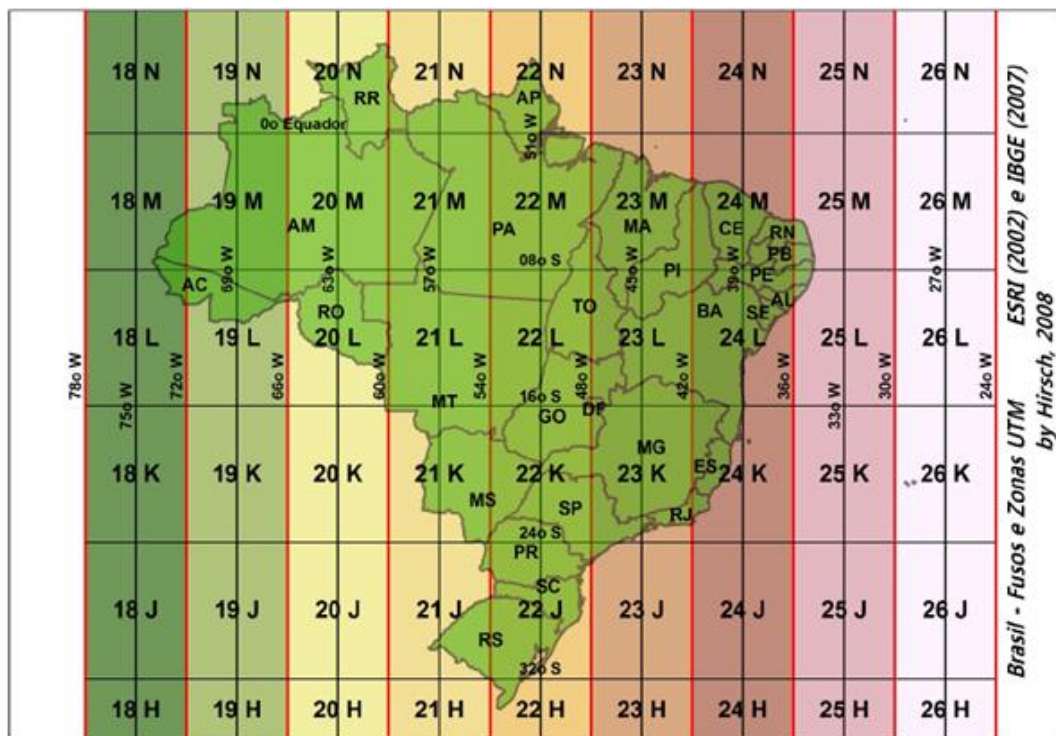 18 N 19 N 20 N 21 N 22 N 23 N 24 N 25 N 26 N
RR AP
0o Equador
51o W
18 M 19 M 20 M 21 M 22 M 23 M 24 M 25 M 26 M
AM PA MA CE RN
PB
08o S
69o W 63o W 57o W 45o W 39o W 27o W
AC PI PE
RO TO BA SE AL
18 L 19 L 20 L 21 L 22 L 23 L 24 L 25 L 26 L
78o W 72o W 66o W 60o W 54o W 48o W 42o W 36o W 30o W 24o W
75o W 33o W
16o S
MT GO DF
MG
18 K 19 K 20 K 21 K 22 K 23 K 24 K 25 K 26 K
ES
MS SP RJ
24o S
PR
SC
18 J 19 J 20 J 21 J 22 J 23 J 24 J 25 J 26 J
RS
32o S
18 H 19 H 20 H 21 H 22 H 23 H 24 H 25 H 26 H
Brasil - Fusos e Zonas UTM ESRI (2002) e IBGE (2007)
by Hirsch, 2008